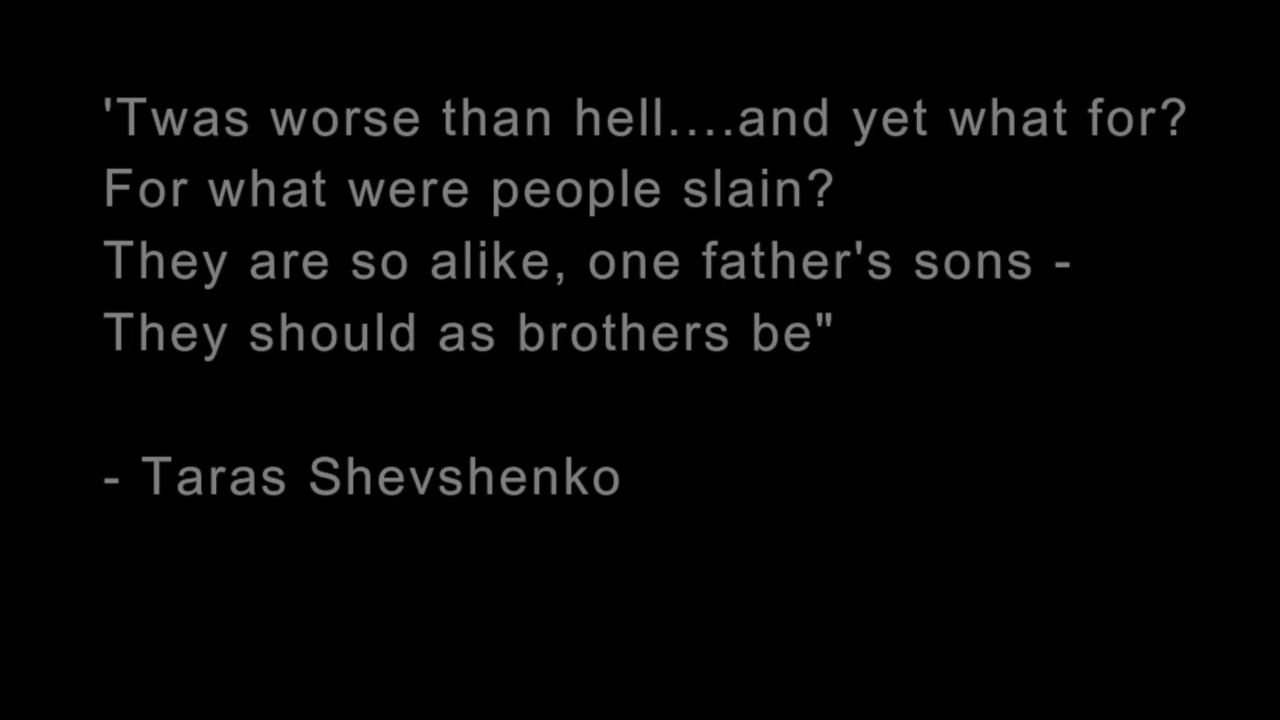 'Twas worse than hell....and yet what for?
For what were people slain?
They are so alike, one father's sons -
They should as brothers be"
- Taras Shevshenko